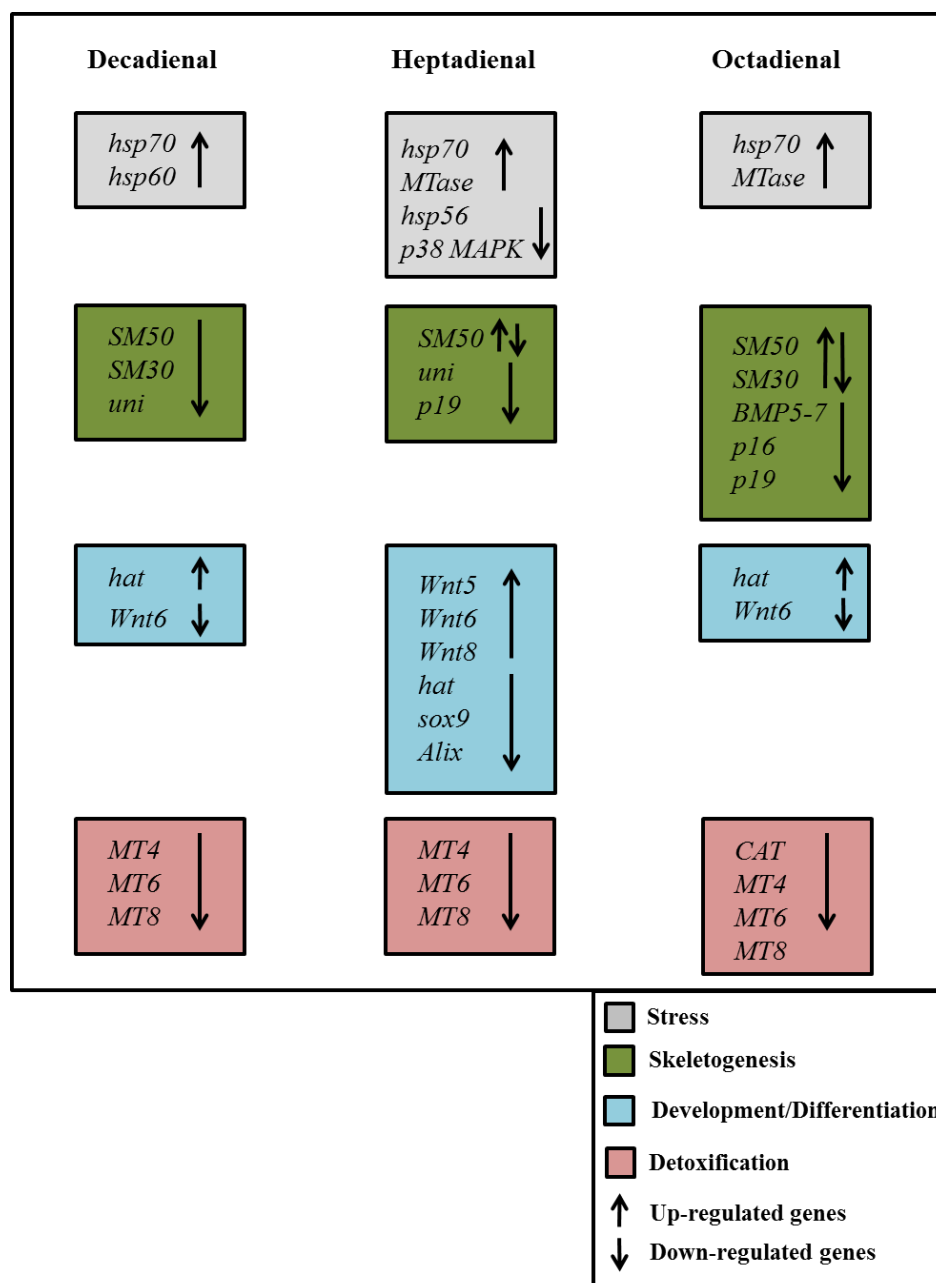 Decadienal
Heptadienal
Octadienal
hsp70
hsp60
hsp70
MTase
hsp56
p38 MAPK
hsp70
MTase
SM50
SM30
uni
SM50
uni
p19
SM50
SM30
BMP5-7
p16
p19
hat
Wnt6
Wnt5
Wnt6
Wnt8
hat
sox9
Alix
hat
Wnt6
MT4
MT6
MT8
MT4
MT6
MT8
CAT
MT4
MT6
MT8
Stress
Skeletogenesis
Development/Differentiation
Detoxification
Up-regulated genes
Down-regulated genes